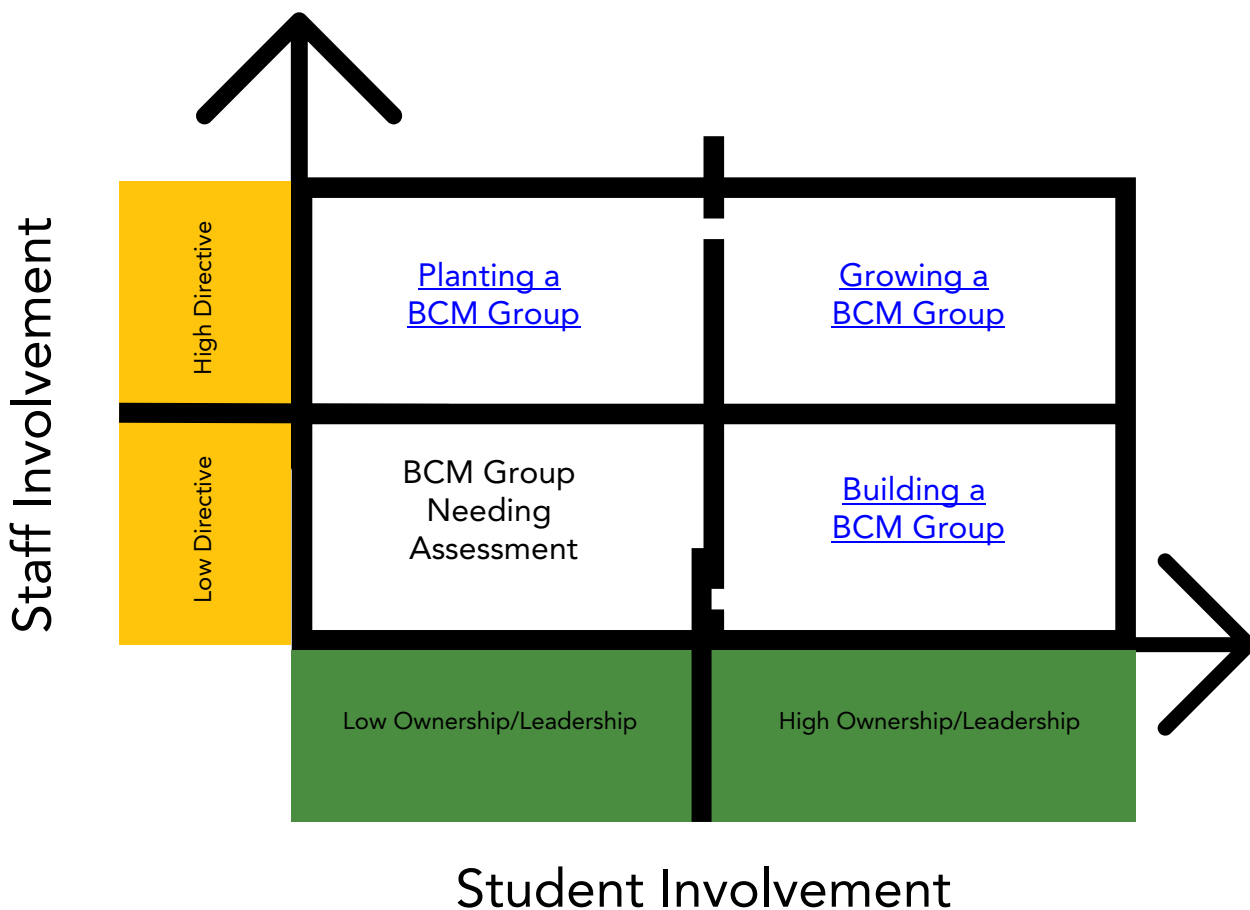 Staff Involvement
High Directive
Planting a
BCM Group
Growing a
BCM Group
Low Directive
BCM Group
Needing
Assessment
Building a
BCM Group
Low Ownership/Leadership
High Ownership/Leadership
Student Involvement